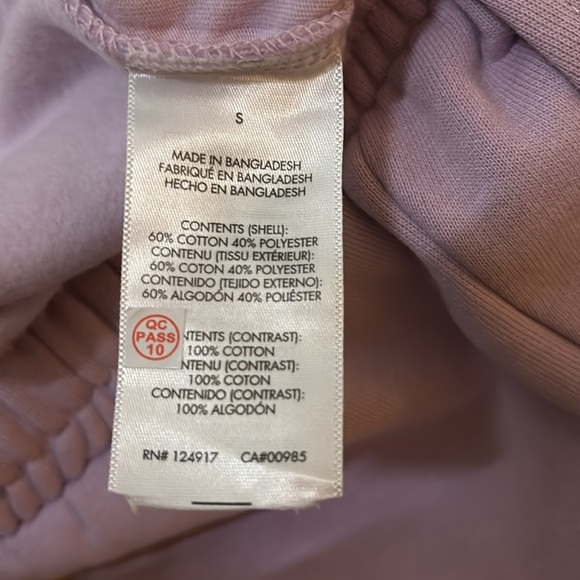 S
MADE IN BANGLADESH
FABRIQUÉ EN BANGLADESH
HECHO EN BANGLADESH
CONTENTS (SHELL):
60% COTTON 40% POLYESTER
CONTENU (TISSU EXTÉRIEUR):
60% COTON 40% POLYESTER
CONTENIDO (TEJIDO EXTERNO):
60% ALGODÓN 40% POLIÉSTER
QC
PASS
10
NTENTS (CONTRAST):
100% COTTON
NTENU (CONTRAST):
100% COTON
CONTENIDO (CONTRAST):
100% ALGODÓN
RN# 124917 CA#00985